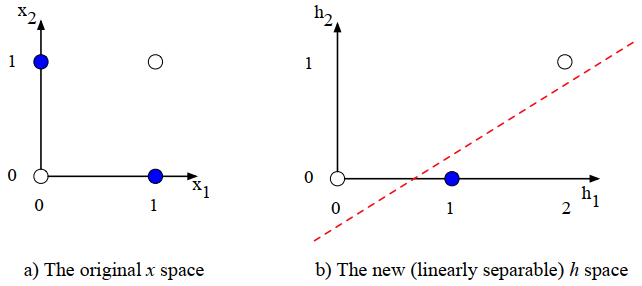 x2
1
0
x1
0
1
a) The original x space
h2
1
0
h1
0
1
2
b) The new (linearly separable) h space